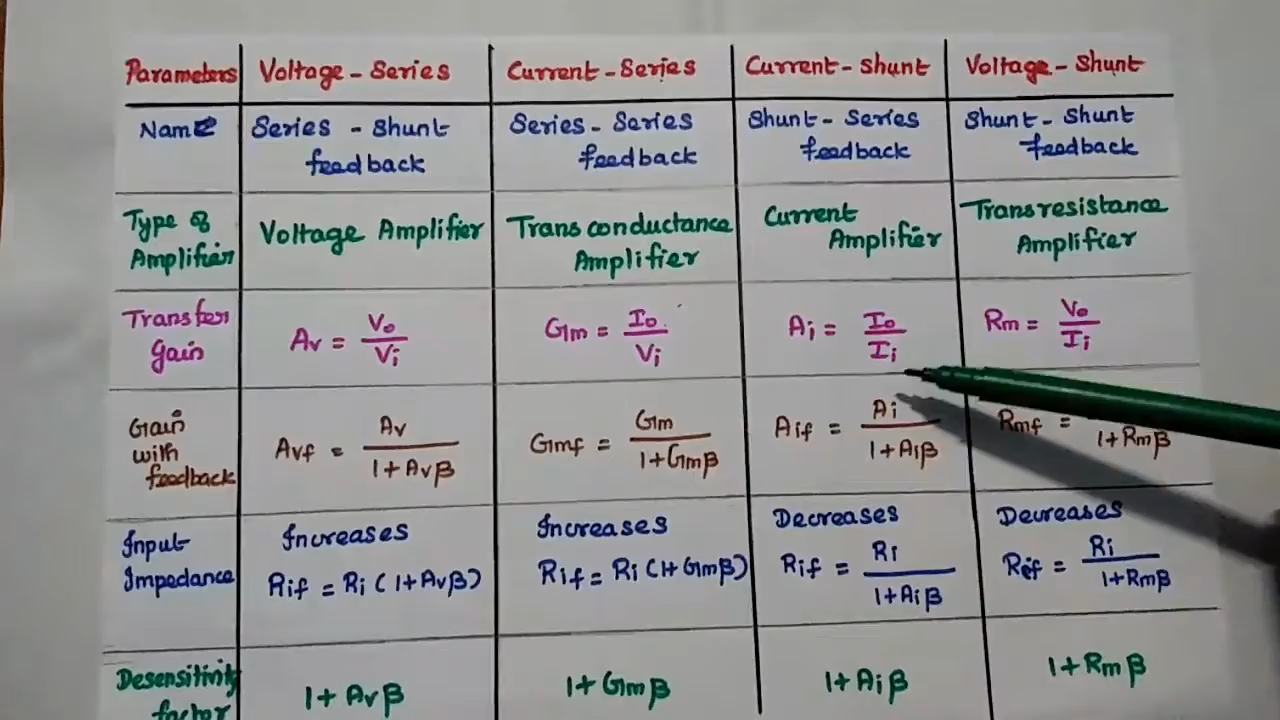 Parameters Voltage-Series Current-Series Current-Shunt Voltage-Shunt
Name Series-Shunt feedback Series-Series feedback Shunt-Series feedback Shunt-Shunt feedback
Type of Amplifier Voltage Amplifier Transconductance Amplifier Current Amplifier Transresistance Amplifier
Transfer gain Av = Vo/Vi Gm = Io/Vi Ai = Io/Ii Rm = Vo/Ii
Gain with feedback Avf = Av/1+Avβ Gmf = Gm/1+Gmβ Aif = Ai/1+Aiβ Rmf = 1+Rmβ
Input Impedance Increases Rif = Ri(1+Avβ) Increases Rif = Ri(1+Gmβ) Decreases Rif = Ri/1+Aiβ Decreases Rif = Ri/1+Rmβ
Desensitivity factor 1+Avβ 1+Gmβ 1+Aiβ 1+Rmβ